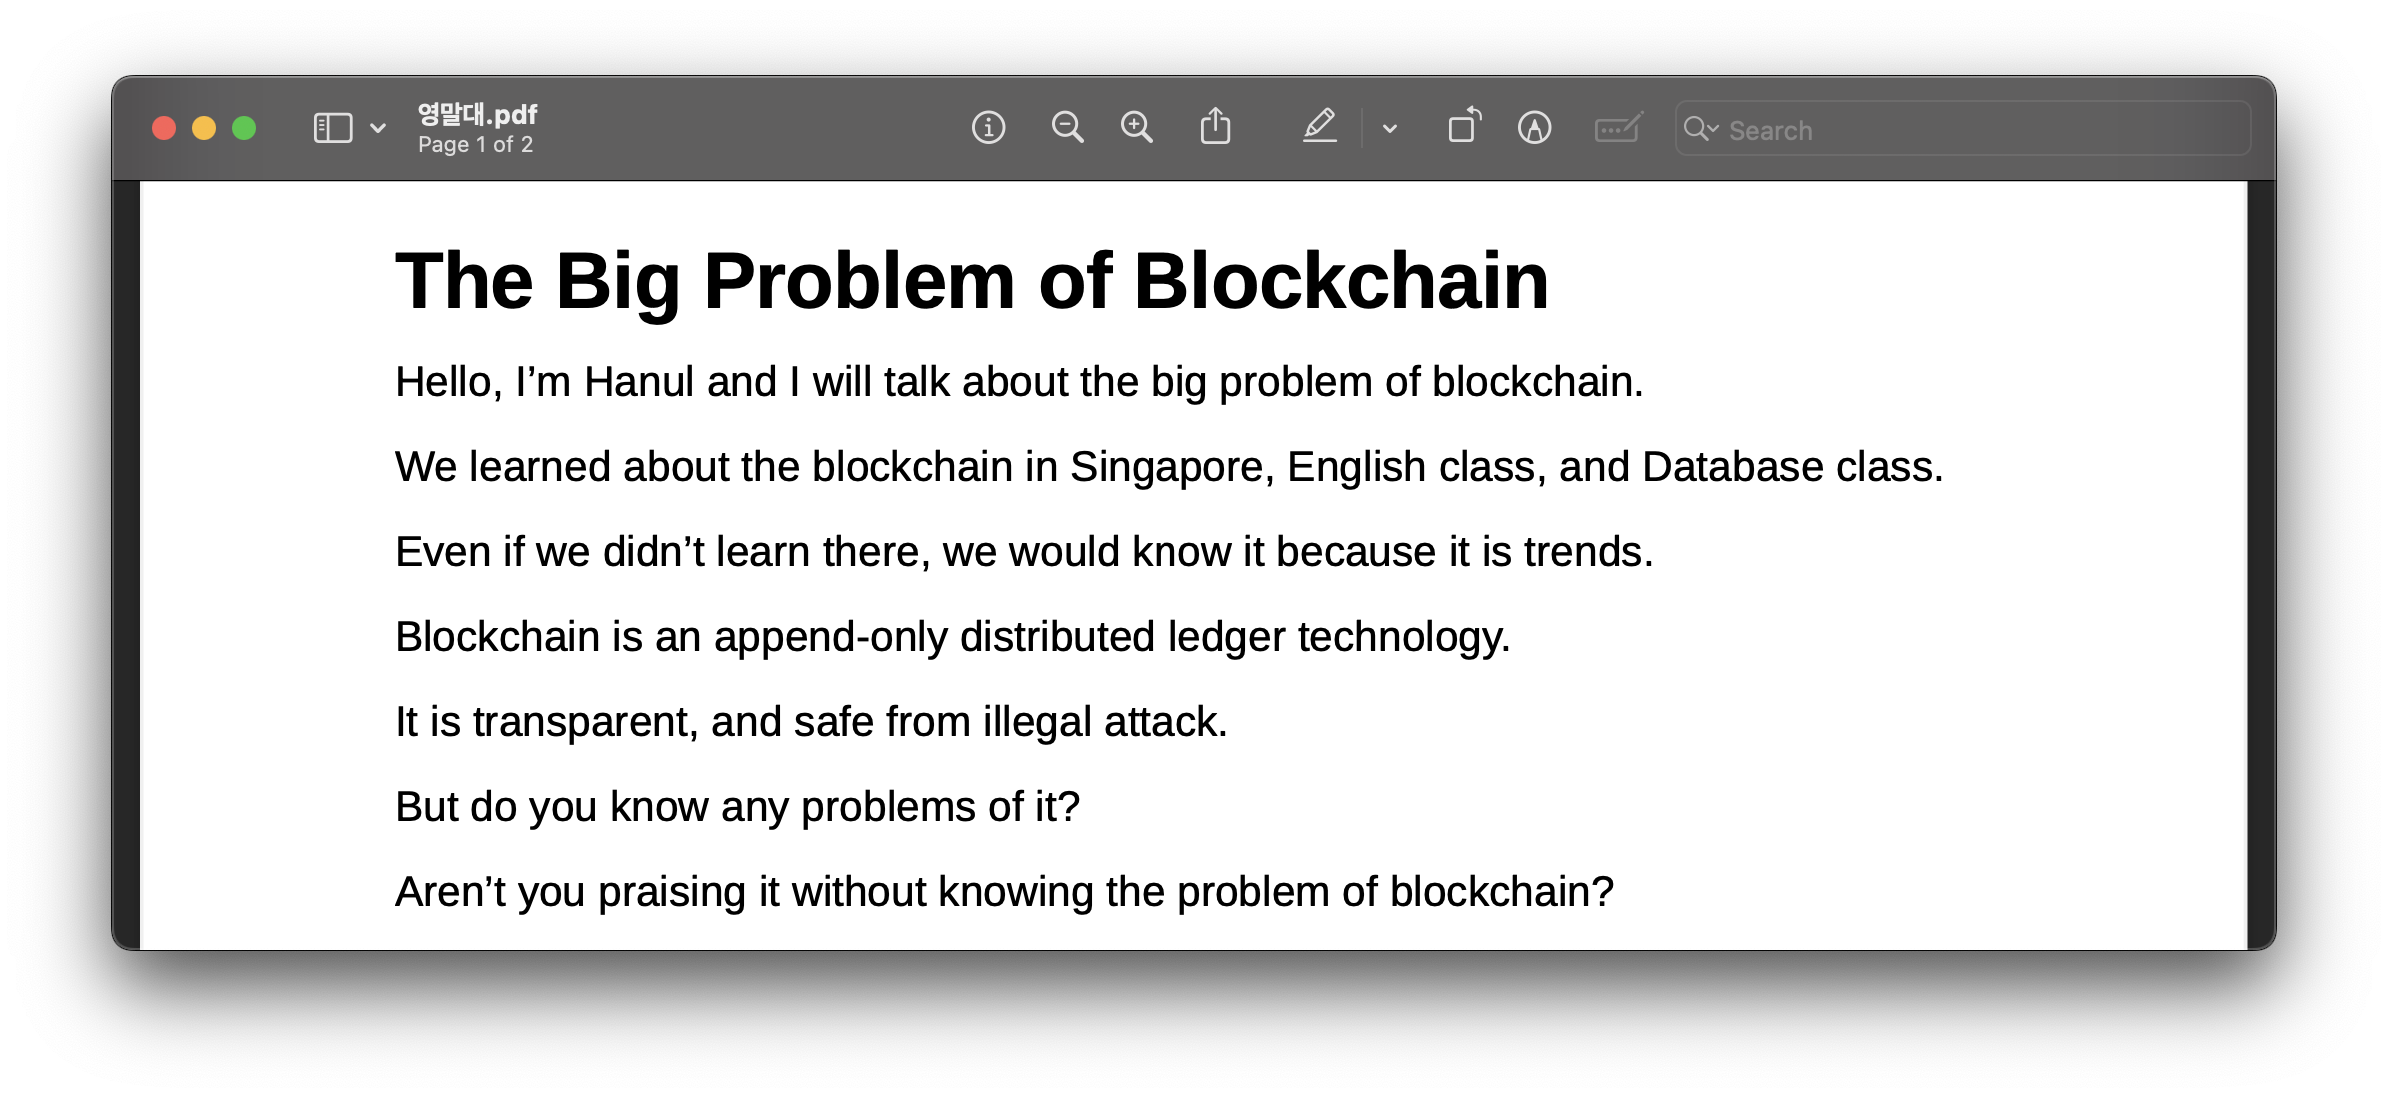 영말대.pdf
Page 1 of 2
Search
The Big Problem of Blockchain
Hello, I’m Hanul and I will talk about the big problem of blockchain.
We learned about the blockchain in Singapore, English class, and Database class.
Even if we didn’t learn there, we would know it because it is trends.
Blockchain is an append-only distributed ledger technology.
It is transparent, and safe from illegal attack.
But do you know any problems of it?
Aren’t you praising it without knowing the problem of blockchain?